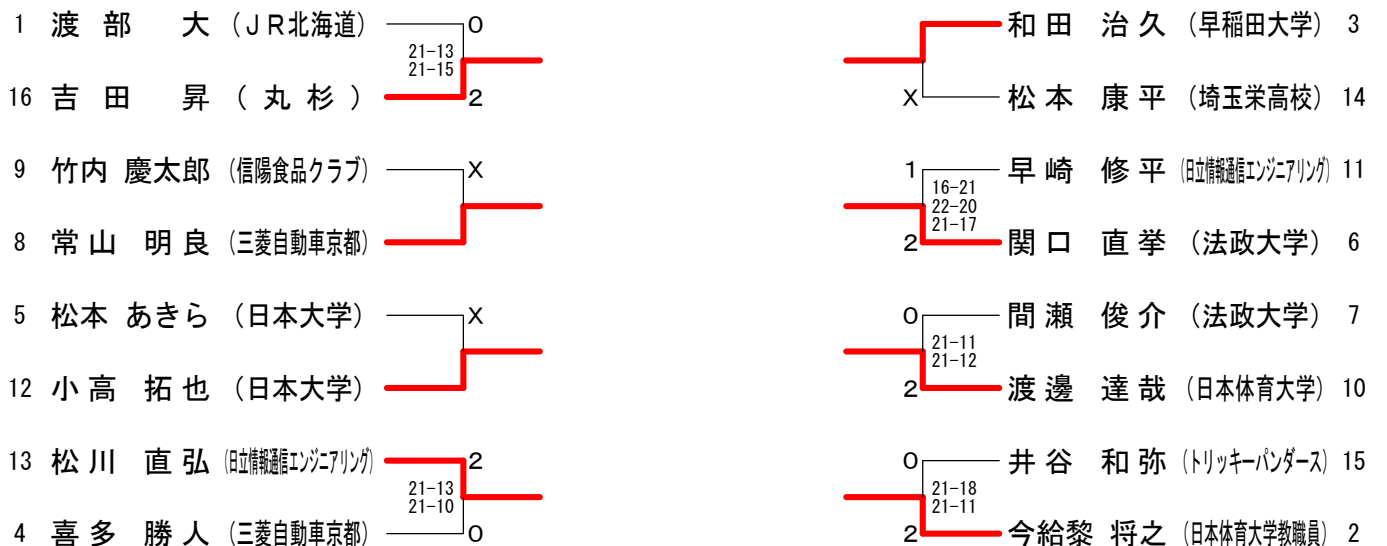 1 渡部 大 (ＪＲ北海道) 0
21-13
21-15
16 吉田 昇 (丸杉) 2
9 竹内 慶太郎 (信陽食品クラブ) X
8 常山 明良 (三菱自動車京都)
5 松本 あきら (日本大学) X
12 小高 拓也 (日本大学)
13 松川 直弘 (日立情報通信エンジニアリング) 2
21-13
21-10
4 喜多 勝人 (三菱自動車京都) 0
和田 治久 (早稲田大学) 3
X 松本 康平 (埼玉栄高校) 14
1 早崎 修平 (日立情報通信エンジニアリング) 11
16-21
22-20
21-17
2 関口 直挙 (法政大学) 6
0 間瀬 俊介 (法政大学) 7
21-11
21-12
2 渡邊 達哉 (日本体育大学) 10
0 井谷 和弥 (トリッキーパンダース) 15
21-18
21-11
2 今給黎 将之 (日本体育大学教職員) 2